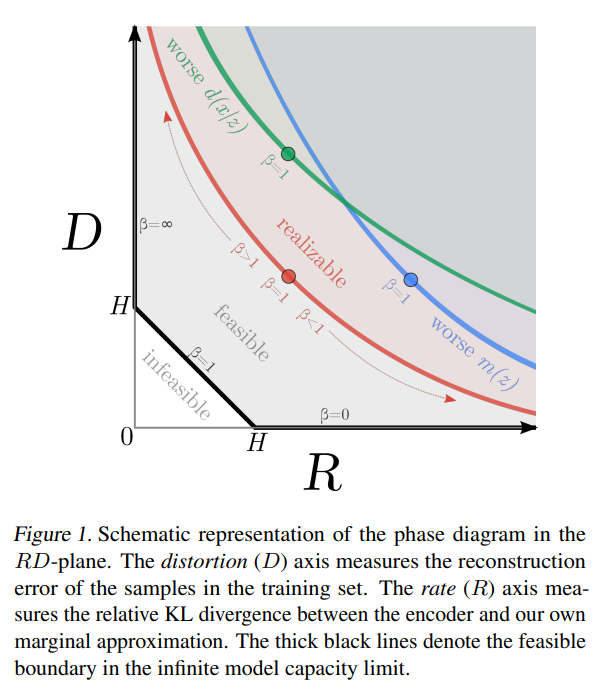 worse d(x|z)
β=1
D
β=∞
realizable
β>1
β=1
β<1
β=1
worse m(z)
H
feasible
β=1
infeasible
β=0
0
H
R
Figure 1. Schematic representation of the phase diagram in the
RD-plane. The distortion (D) axis measures the reconstruction
error of the samples in the training set. The rate (R) axis mea-
sures the relative KL divergence between the encoder and our own
marginal approximation. The thick black lines denote the feasible
boundary in the infinite model capacity limit.